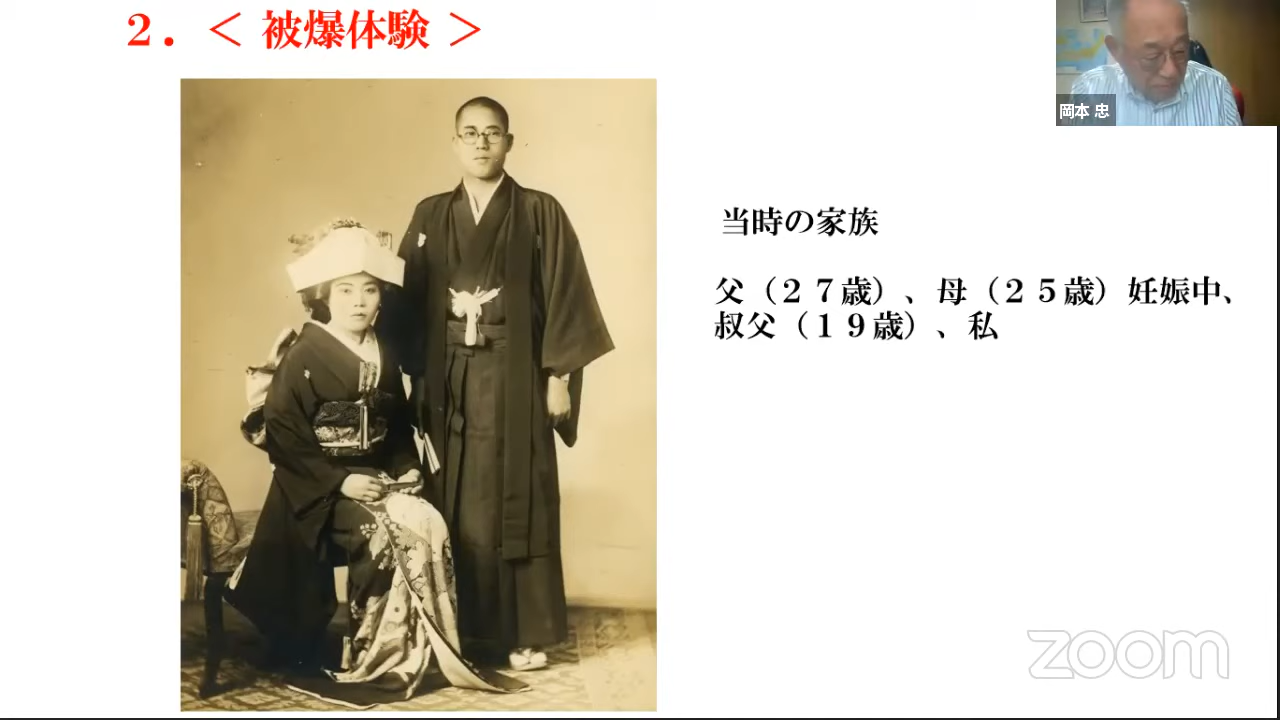 ２．＜ 被爆体験 ＞
岡本 忠
当時の家族
父（２７歳）、母（２５歳）妊娠中、
叔父（１９歳）、私
zoom